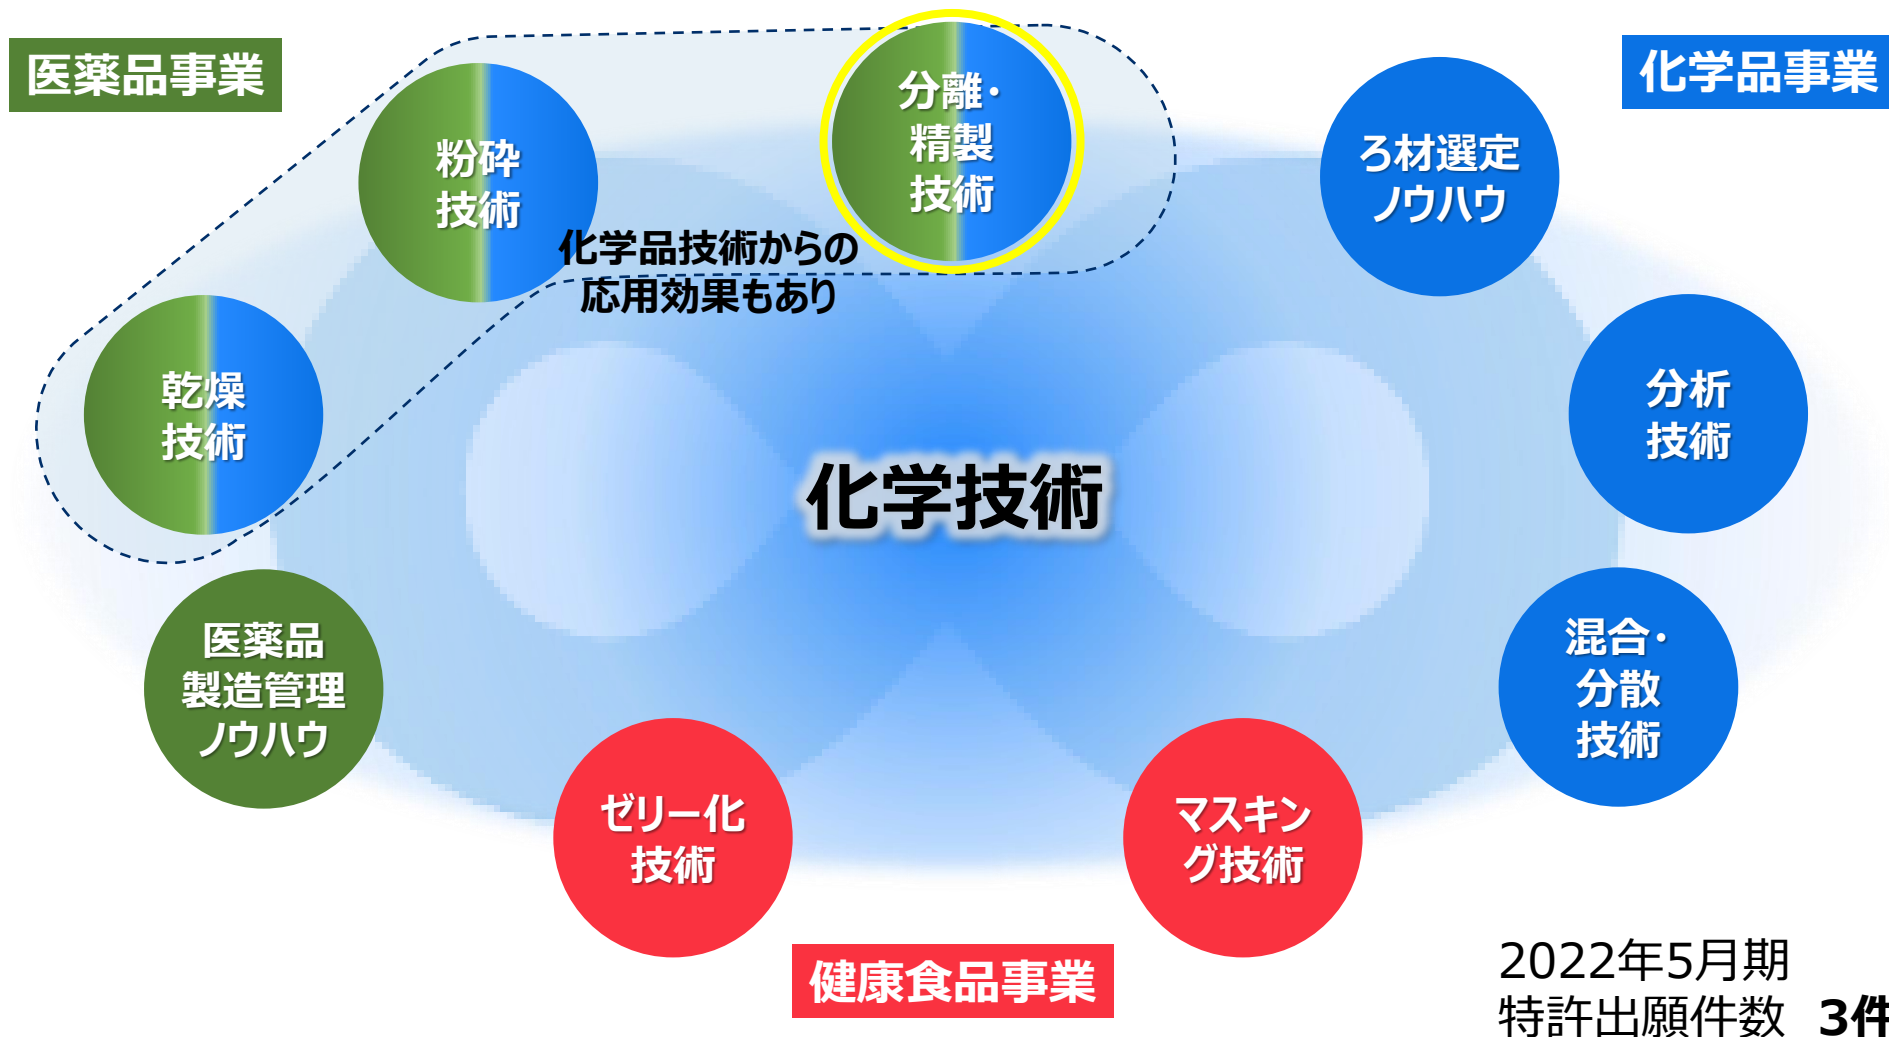 医薬品事業
化学品事業
分離・
精製
技術
粉砕
技術
ろ材選定
ノウハウ
化学品技術からの
応用効果もあり
乾燥
技術
分析
技術
化学技術
医薬品
製造管理
ノウハウ
混合・
分散
技術
ゼリー化
技術
マスキン
グ技術
健康食品事業
2022年5月期
特許出願件数 3件